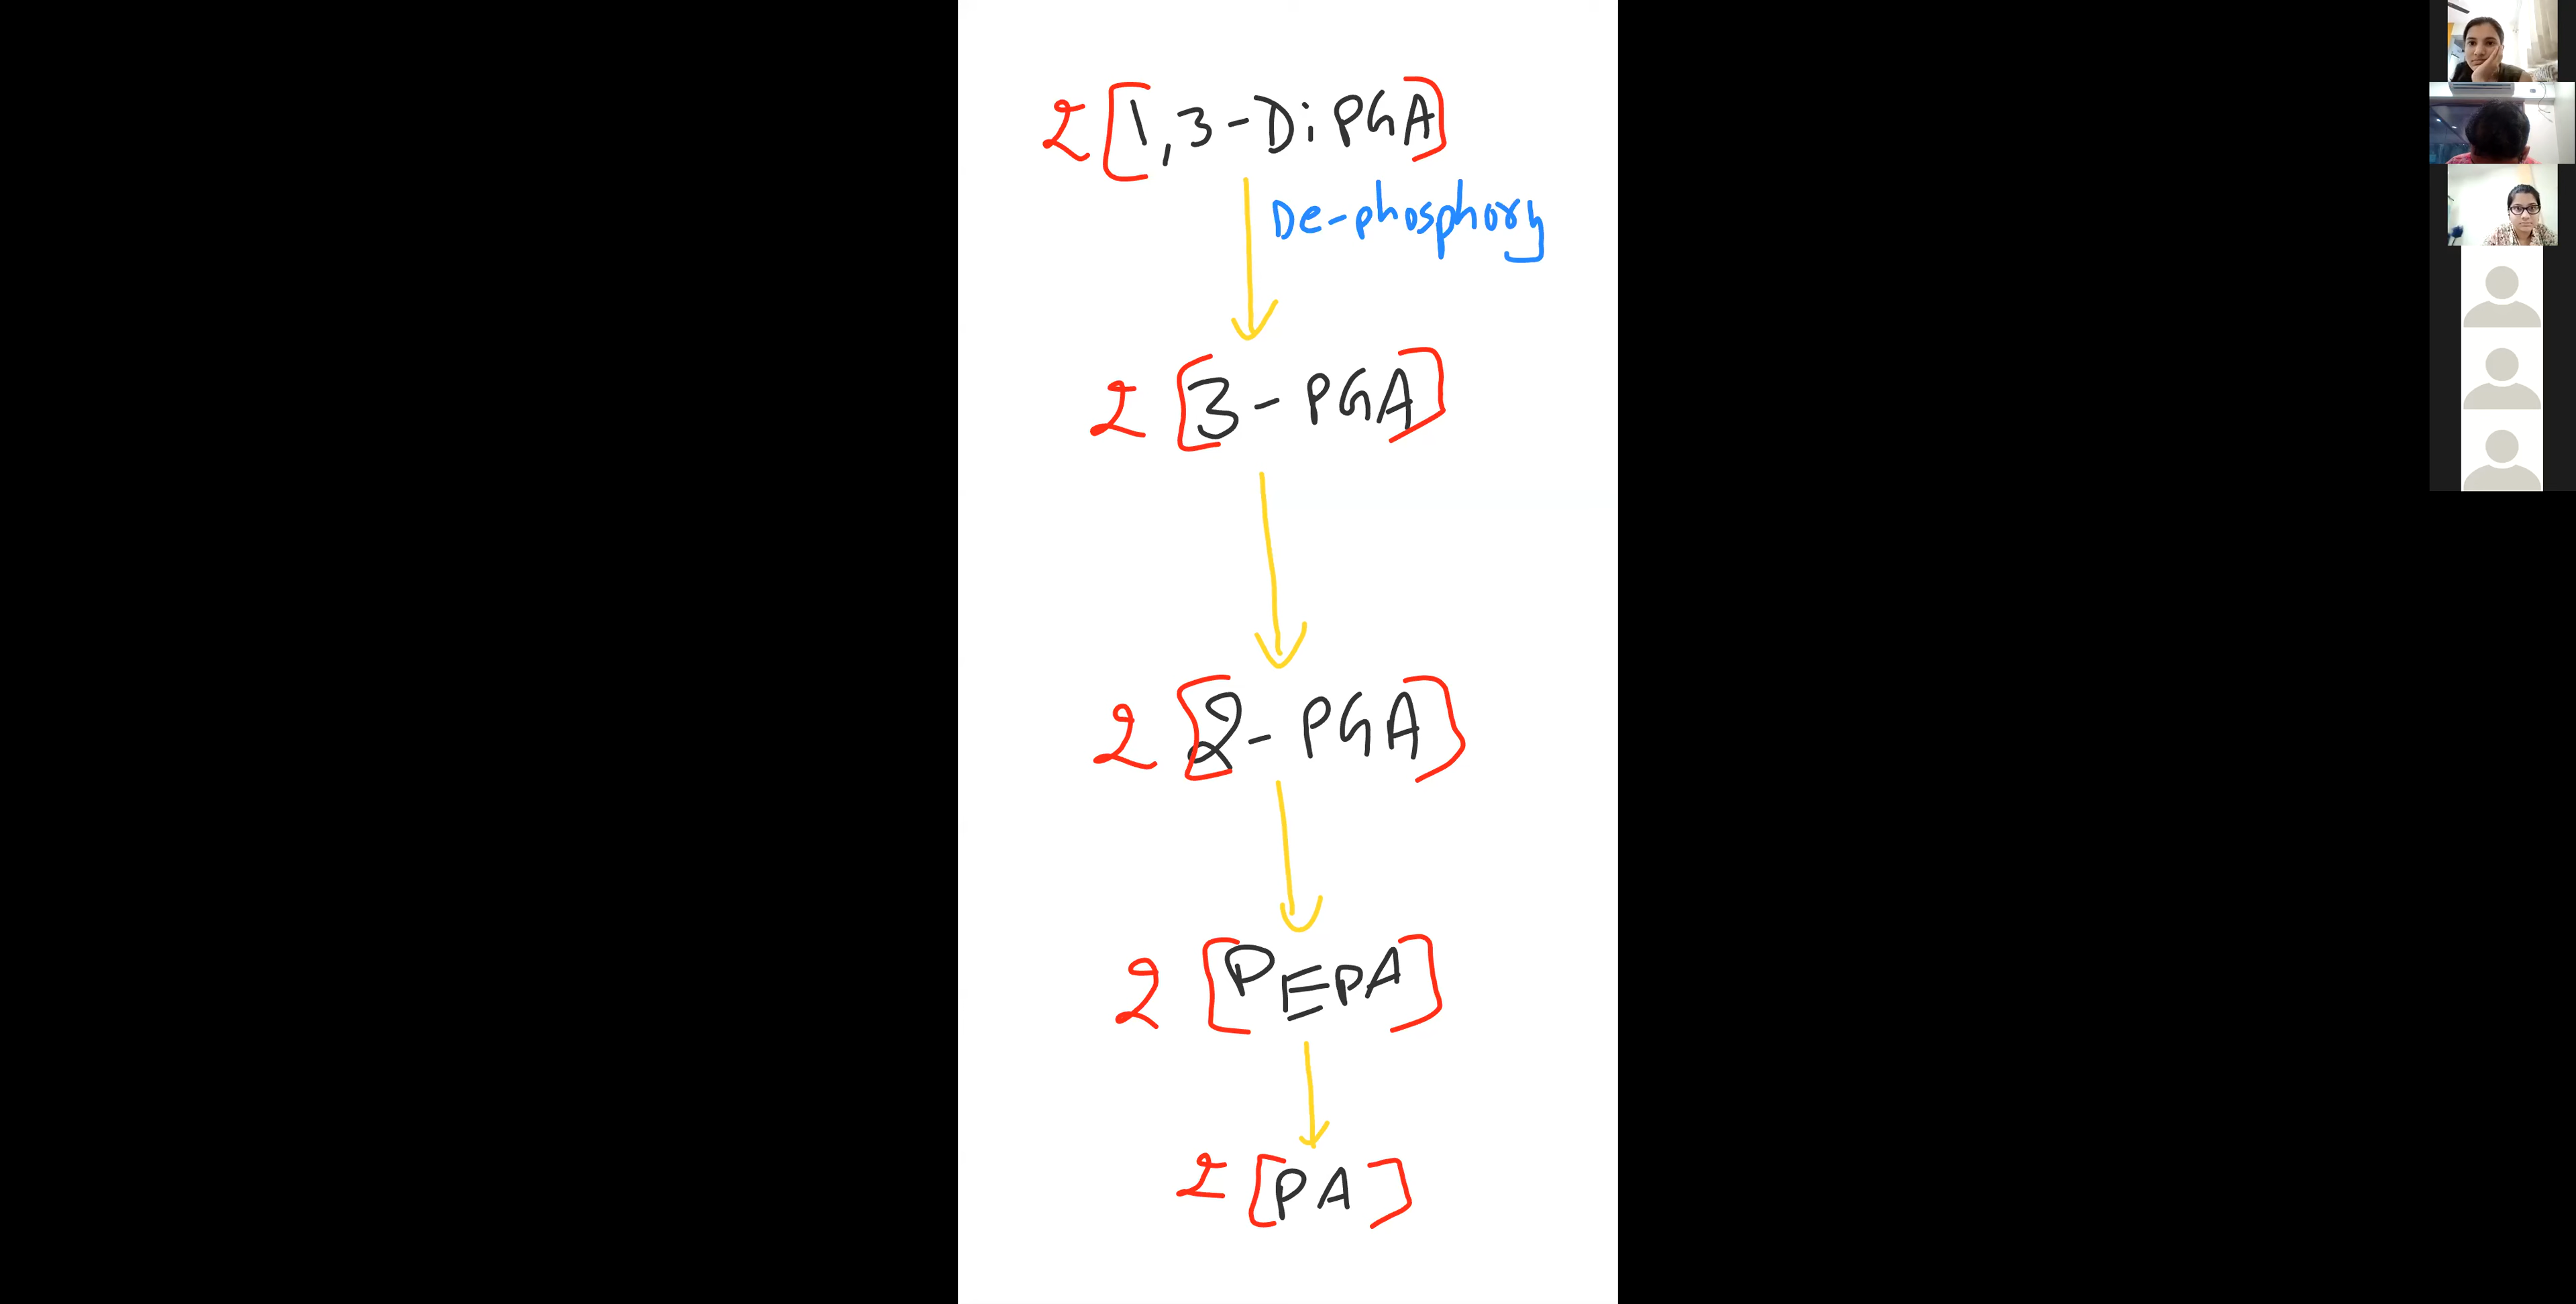 2 [1,3-DiPGA]
De-phosphory
2 [3-PGA]
2 [2-PGA]
2 [PEPA]
2 [PA]